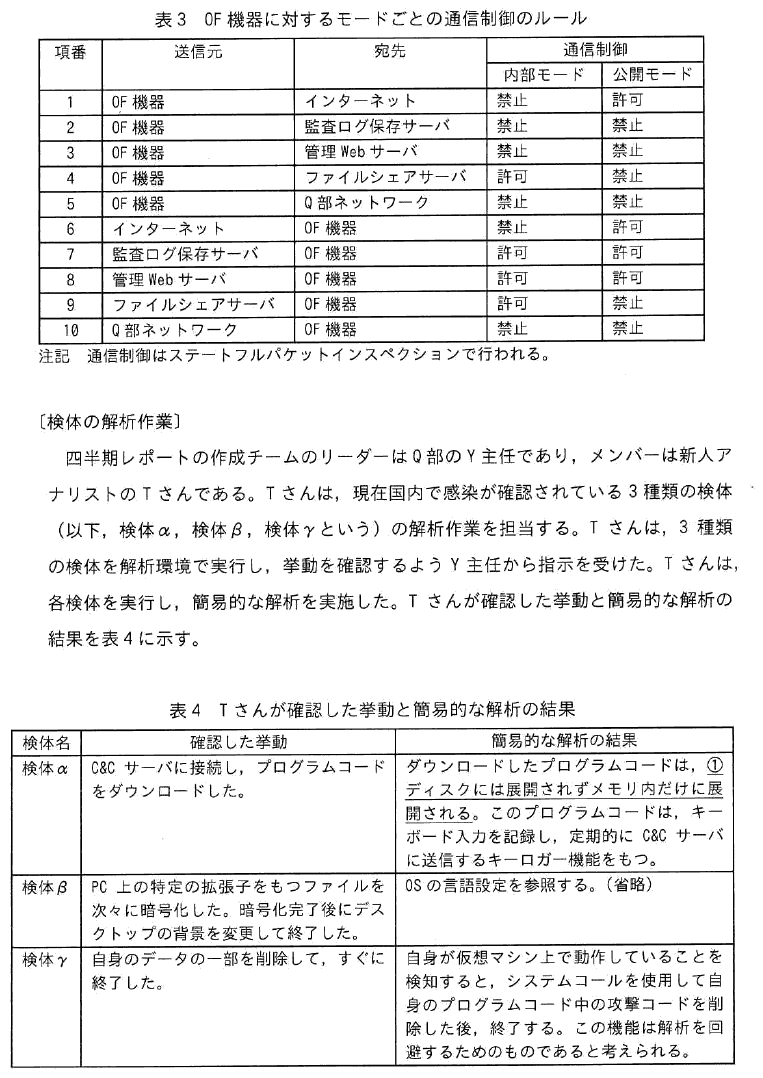 表3 OF機器に対するモードごとの通信制御のルール
項番 送信元 宛先 通信制御
内部モード 公開モード
1 OF機器 インターネット 禁止 許可
2 OF機器 監査ログ保存サーバ 禁止 禁止
3 OF機器 管理Webサーバ 禁止 禁止
4 OF機器 ファイルシェアサーバ 許可 禁止
5 OF機器 Q部ネットワーク 禁止 禁止
6 インターネット OF機器 禁止 許可
7 監査ログ保存サーバ OF機器 許可 許可
8 管理Webサーバ OF機器 許可 許可
9 ファイルシェアサーバ OF機器 許可 禁止
10 Q部ネットワーク OF機器 禁止 禁止
注記 通信制御はステートフルパケットインスペクションで行われる。
〔検体の解析作業〕
四半期レポートの作成チームのリーダーはQ部のY主任であり，メンバーは新人ア
ナリストのTさんである。Tさんは，現在国内で感染が確認されている3種類の検体
（以下，検体α，検体β，検体γという）の解析作業を担当する。Tさんは，3種類
の検体を解析環境で実行し，挙動を確認するようY主任から指示を受けた。Tさんは，
各検体を実行し，簡易的な解析を実施した。Tさんが確認した挙動と簡易的な解析の
結果を表4に示す。
表4 Tさんが確認した挙動と簡易的な解析の結果
検体名 確認した挙動 簡易的な解析の結果
検体α C&Cサーバに接続し，プログラムコード
をダウンロードした。
ダウンロードしたプログラムコードは，①
ディスクには展開されずメモリ内だけに展
開される。このプログラムコードは，キー
ボード入力を記録し，定期的にC&Cサーバ
に送信するキーロガー機能をもつ。
検体β PC上の特定の拡張子をもつファイルを
次々に暗号化した。暗号化完了後にデス
クトップの背景を変更して終了した。
OSの言語設定を参照する。（省略）
検体γ 自身のデータの一部を削除して，すぐに
終了した。
自身が仮想マシン上で動作していることを
検知すると，システムコールを使用して自
身のプログラムコード中の攻撃コードを削
除した後，終了する。この機能は解析を回
避するためのものであると考えられる。